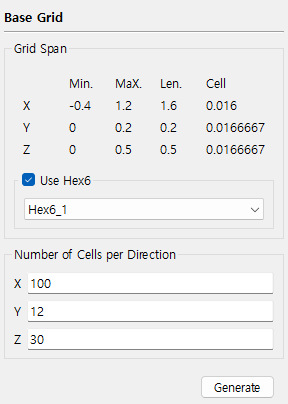 Base Grid
Grid Span
Min. MaX. Len. Cell
X -0.4 1.2 1.6 0.016
Y 0 0.2 0.2 0.0166667
Z 0 0.5 0.5 0.0166667
Use Hex6
Hex6_1
Number of Cells per Direction
X 100
Y 12
Z 30
Generate